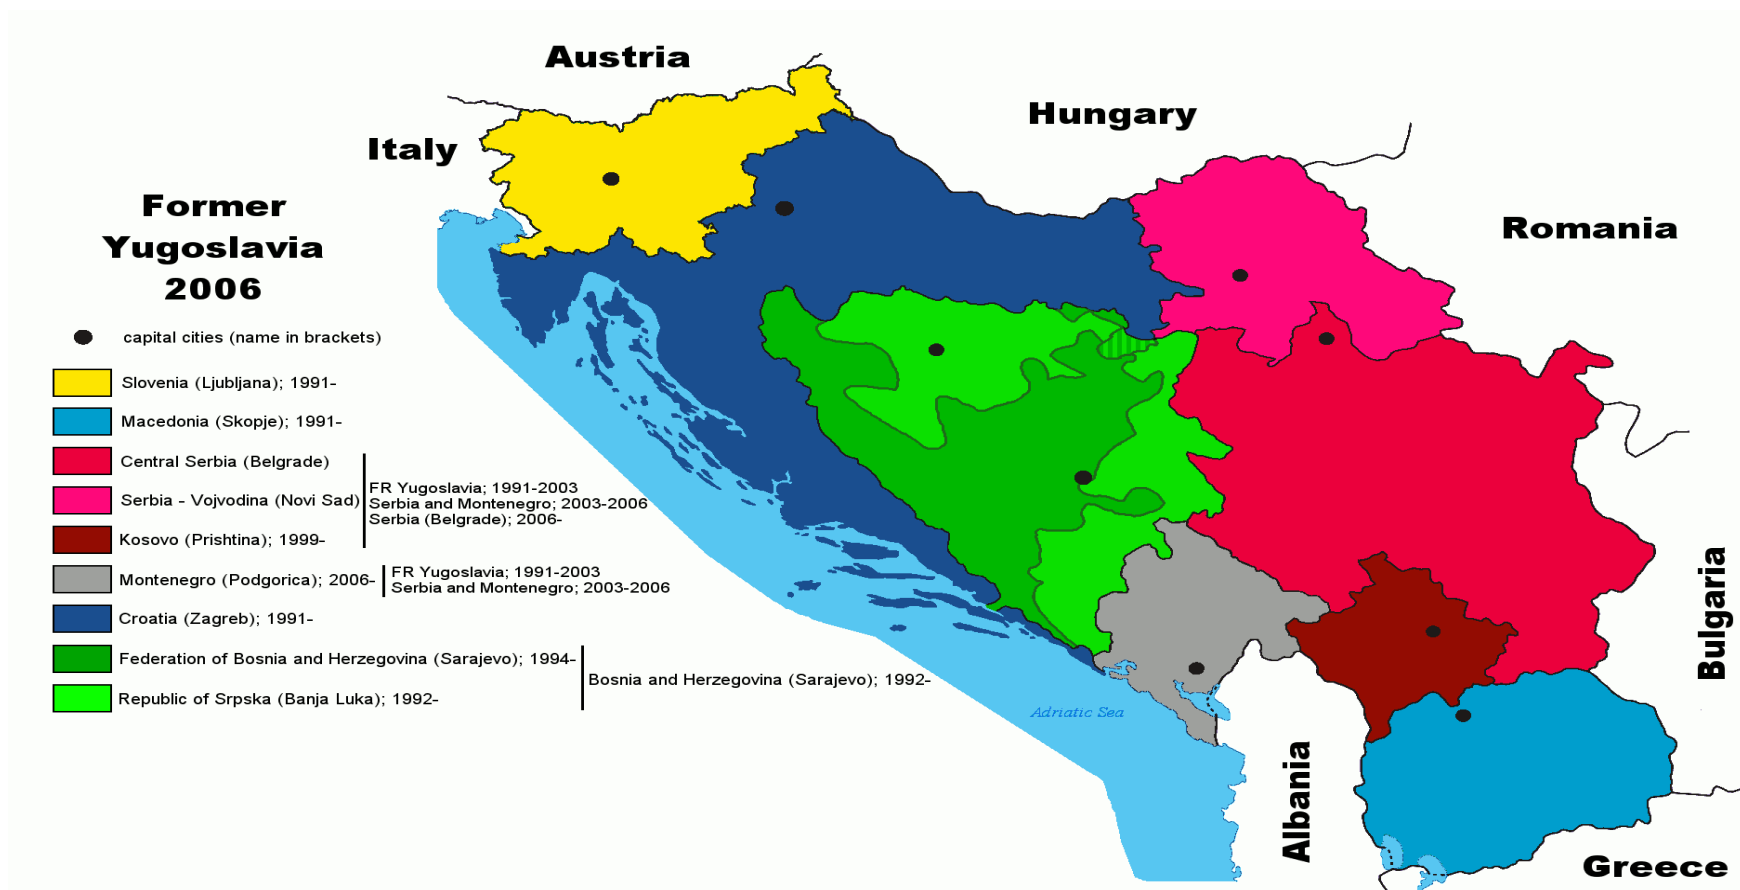 Austria
Hungary
Italy
Former
Yugoslavia
2006
Romania
capital cities (name in brackets)
Slovenia (Ljubljana); 1991-
Macedonia (Skopje); 1991-
Central Serbia (Belgrade)
Serbia - Vojvodina (Novi Sad)
FR Yugoslavia; 1991-2003
Serbia and Montenegro; 2003-2006
Serbia (Belgrade); 2006-
Kosovo (Prishtina); 1999-
Montenegro (Podgorica); 2006-
FR Yugoslavia; 1991-2003
Serbia and Montenegro; 2003-2006
Croatia (Zagreb); 1991-
Federation of Bosnia and Herzegovina (Sarajevo); 1994-
Republic of Srpska (Banja Luka); 1992-
Bosnia and Herzegovina (Sarajevo); 1992-
Adriatic Sea
Bulgaria
Albania
Greece